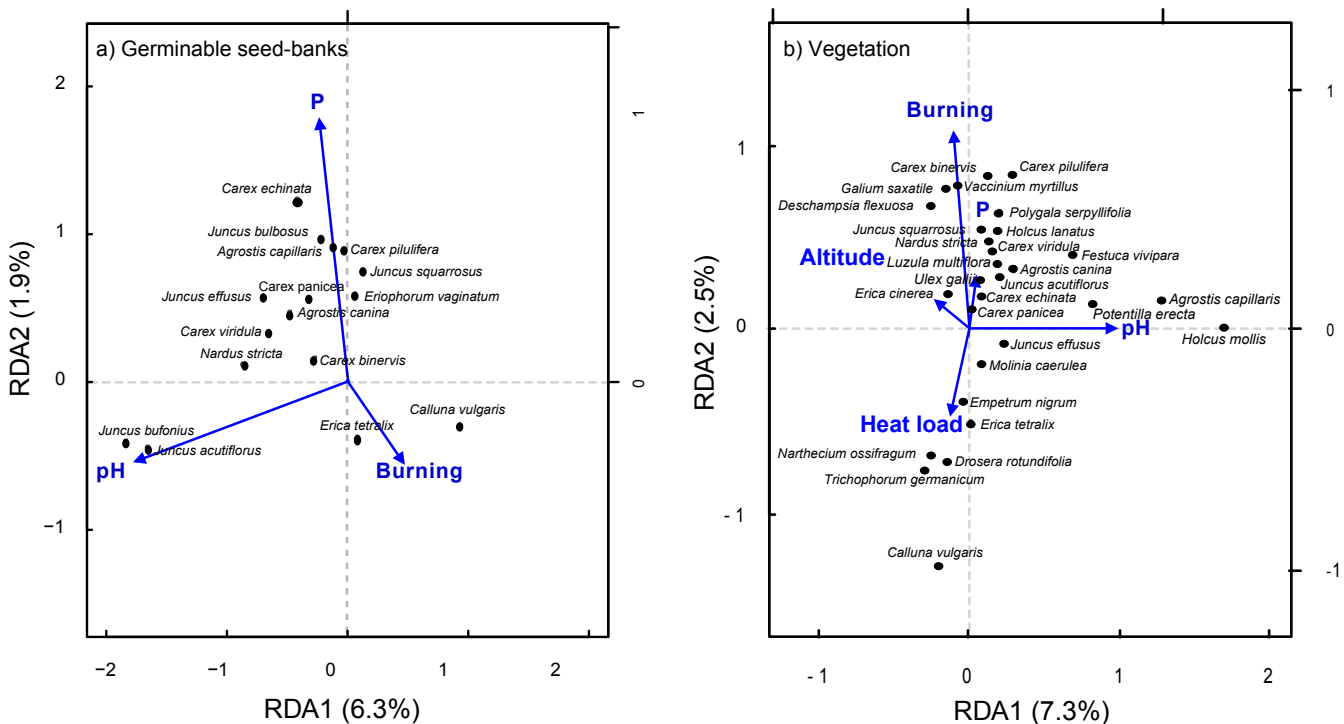 a) Germinable seed-banks
P
Carex echinata
Juncus bulbosus
Agrostis capillaris
Carex pilulifera
Juncus squarrosus
Carex panicea
Juncus effusus
Eriophorum vaginatum
Agrostis canina
Carex viridula
Nardus stricta
Carex binervis
Calluna vulgaris
Erica tetralix
Juncus bufonius
Juncus acutiflorus
pH
Burning
2
1
0
−1
RDA2 (1.9%)
1
0
−2
−1
0
1
2
RDA1 (6.3%)
b) Vegetation
Burning
Carex binervis
Carex pilulifera
Galium saxatile
Vaccinium myrtillus
Deschampsia flexuosa
P
Polygala serpyllifolia
Juncus squarrosus
Holcus lanatus
Nardus stricta
Carex viridula
Altitude
Luzula multiflora
Festuca vivipara
Agrostis canina
Ulex gallii
Juncus acutiflorus
Erica cinerea
Carex echinata
Agrostis capillaris
Carex panicea
Potentilla erecta
pH
Holcus mollis
Juncus effusus
Molinia caerulea
Empetrum nigrum
Heat load
Erica tetralix
Narthecium ossifragum
Drosera rotundifolia
Trichophorum germanicum
Calluna vulgaris
1
0
- 1
RDA2 (2.5%)
1
0
-1
- 1
0
1
2
RDA1 (7.3%)